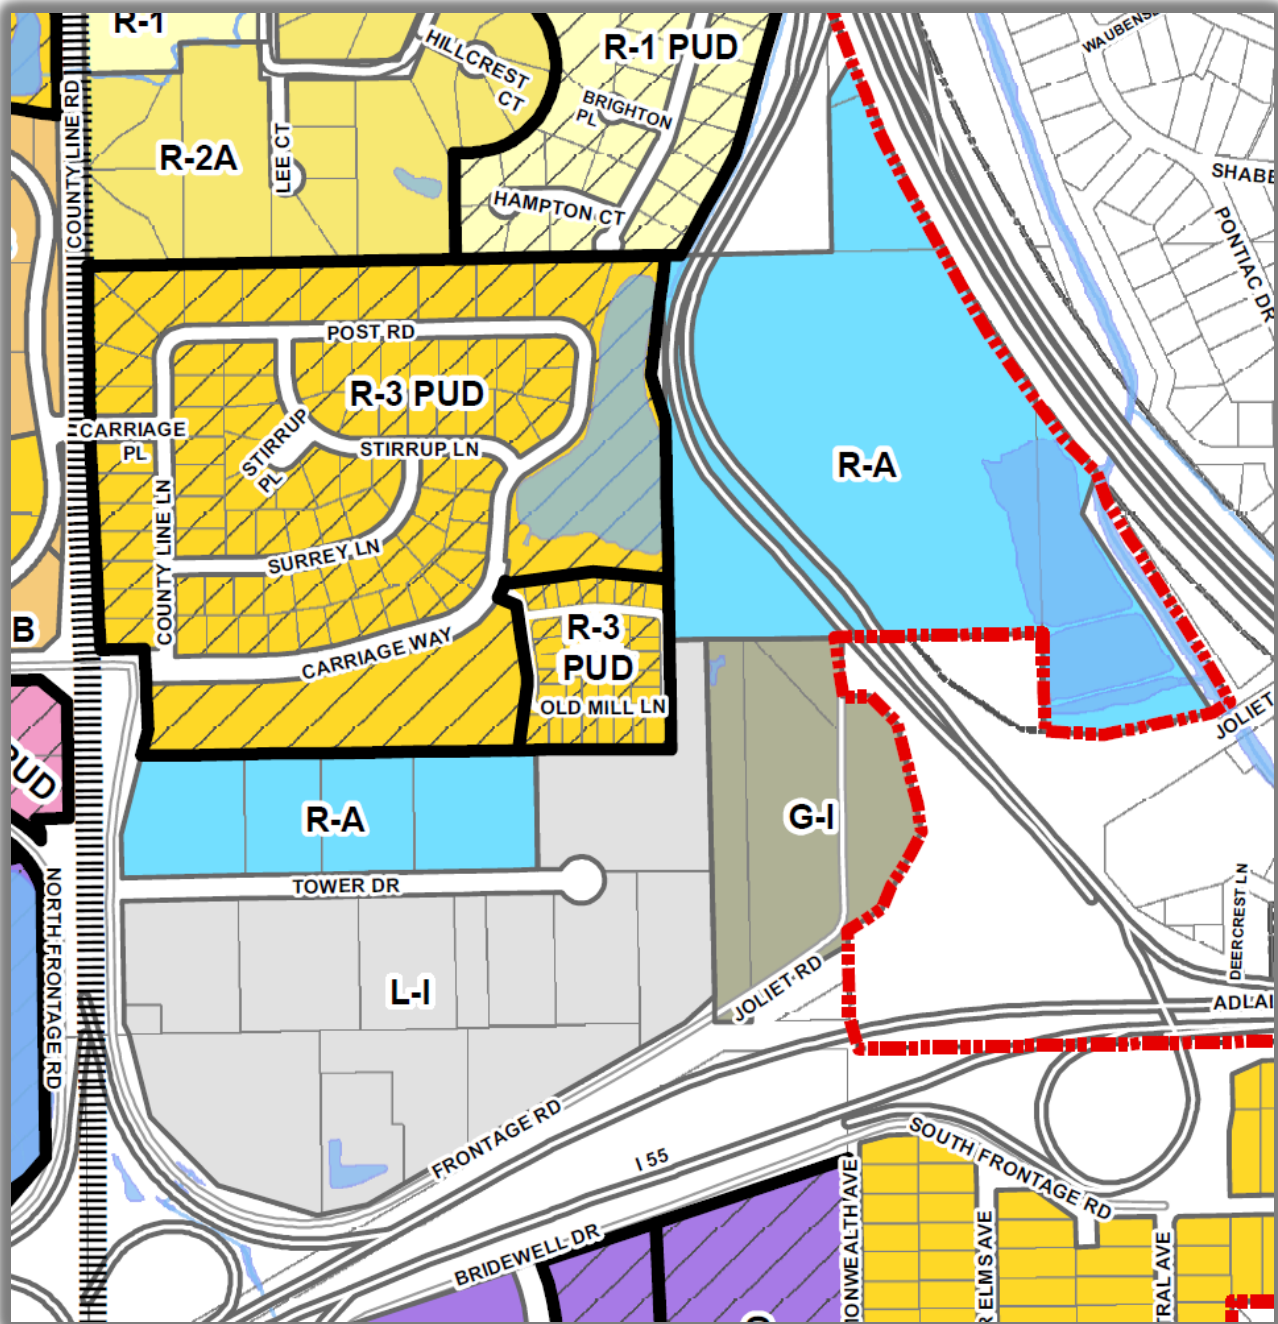 R-1
R-1 PUD
WAUBENS
HILLCREST
CT
COUNTY LINE RD
BRIGHTON
PL
R-2A
LEE CT
SHABE
HAMPTON CT
PONTIAC DR
POST RD
R-3 PUD
CARRIAGE
PL
STIRRUP
PL
STIRRUP LN
R-A
COUNTY LINE LN
SURREY LN
B
R-3
PUD
CARRIAGE WAY
OLD MILL LN
JOLIET
PUD
R-A
G-I
TOWER DR
NORTH FRONTAGE RD
DEERCREST LN
L-I
JOLIET RD
ADLAI
FRONTAGE RD
I 55
SOUTH FRONTAGE RD
BRIDEWELL DR
MONWEALTH AVE
R ELMS AVE
TRAL AVE